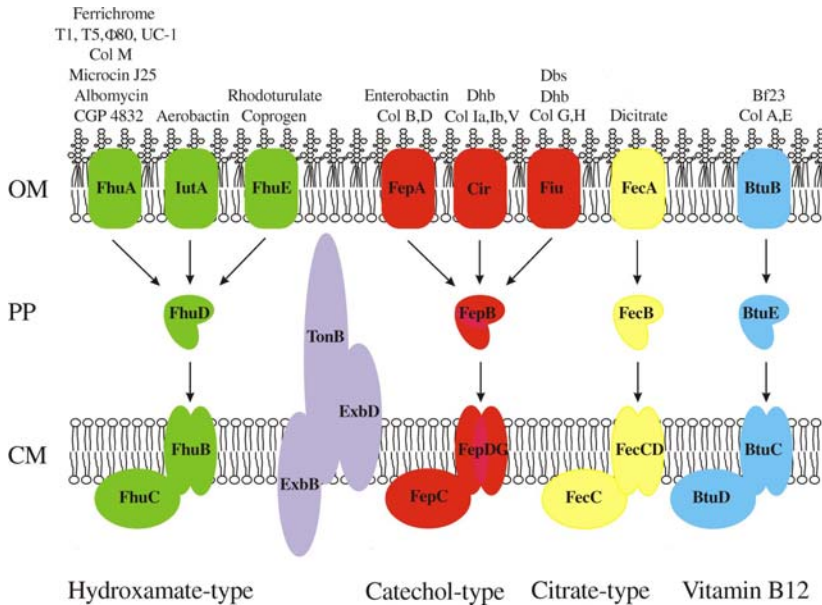 Ferrichrome
T1, T5,Φ80, UC-1
Col M
Microcin J25
Albomycin
CGP 4832
Aerobactin
Rhodoturulate
Coprogen
Enterobactin
Col B,D
Dhb
Col Ia,Ib,V
Dbs
Dhb
Col G,H
Dicitrate
Bf23
Col A,E
OM
FhuA
IutA
FhuE
FepA
Cir
Fiu
FecA
BtuB
PP
FhuD
TonB
FepB
FecB
BtuE
ExbD
CM
FhuB
FepDG
FecCD
BtuC
ExbB
FhuC
FepC
FecC
BtuD
Hydroxamate-type
Catechol-type
Citrate-type
Vitamin B12